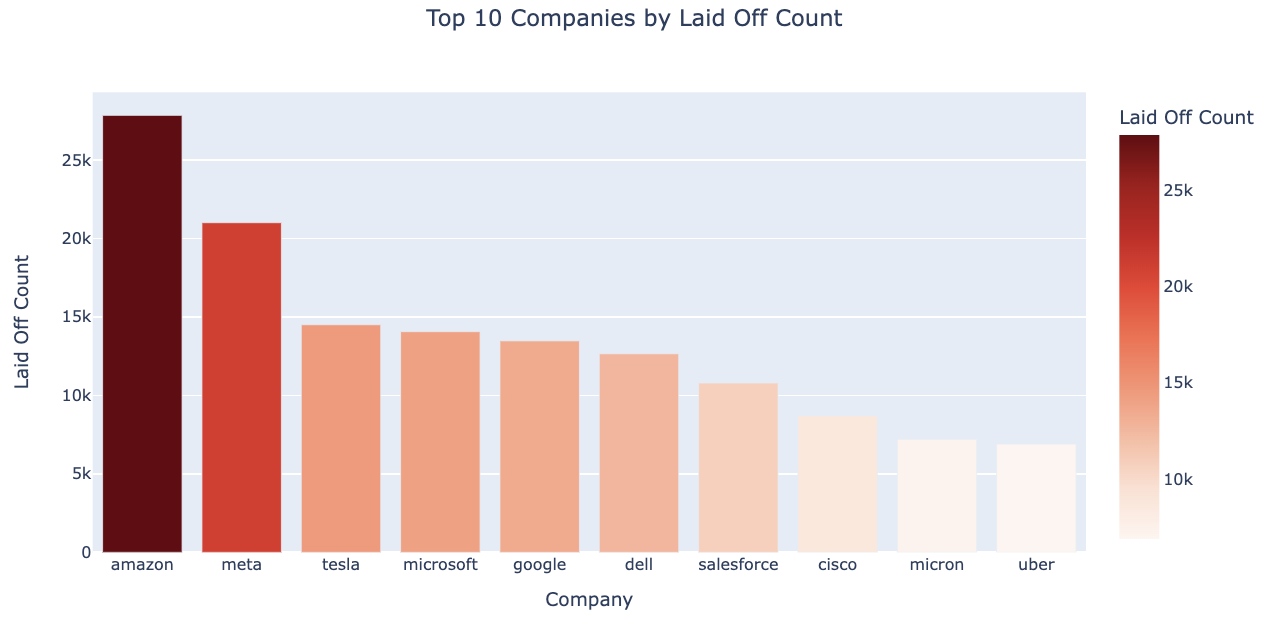 Top 10 Companies by Laid Off Count
Laid Off Count
25k
20k
15k
10k
5k
0
amazon meta tesla microsoft google dell salesforce cisco micron uber
Company
Laid Off Count
25k
20k
15k
10k